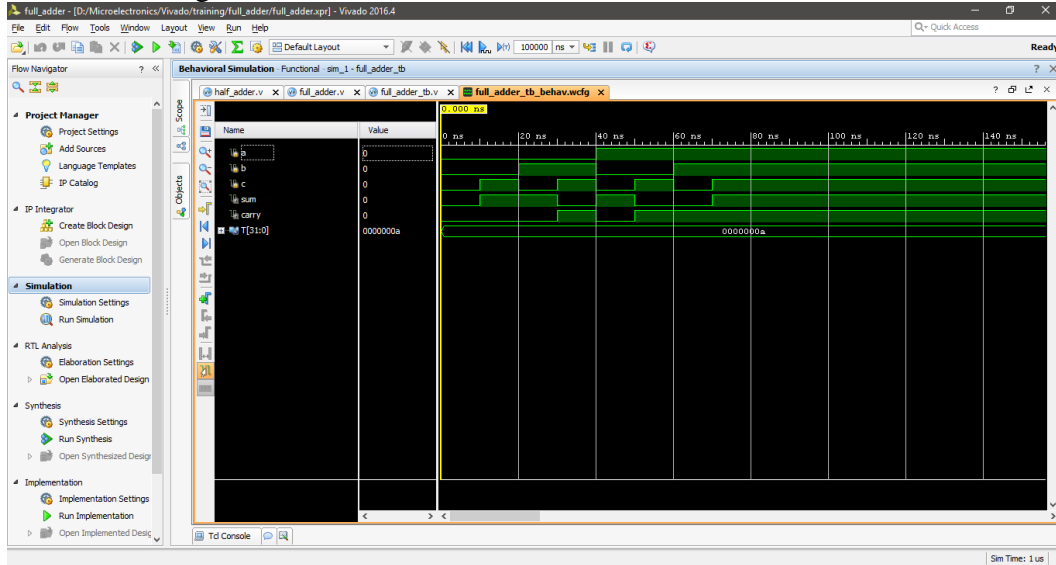 full_adder - [D:/Microelectronics/Vivado/training/full_adder/full_adder.xpr] - Vivado 2016.4
File Edit Flow Tools Window Layout View Run Help
Q- Quick Access
Default Layout
100000 ns
Ready
Flow Navigator ? «
Behavioral Simulation - Functional - sim_1 - full_adder_tb ? X
half_adder.v x full_adder.v x full_adder_tb.v x full_adder_tb_behav.wcfg x
Project Manager
Project Settings
Add Sources
Language Templates
IP Catalog
IP Integrator
Create Block Design
Open Block Design
Generate Block Design
Simulation
Simulation Settings
Run Simulation
RTL Analysis
Elaboration Settings
Open Elaborated Design
Synthesis
Synthesis Settings
Run Synthesis
Open Synthesized Design
Implementation
Implementation Settings
Run Implementation
Open Implemented Desig
Scope
Objects
Name Value
a 0
b 0
c 0
sum 0
carry 0
T[31:0] 0000000a
0.000 ns
0 ns 20 ns 40 ns 60 ns 80 ns 100 ns 120 ns 140 ns
0000000a
Tcl Console
Sim Time: 1 us